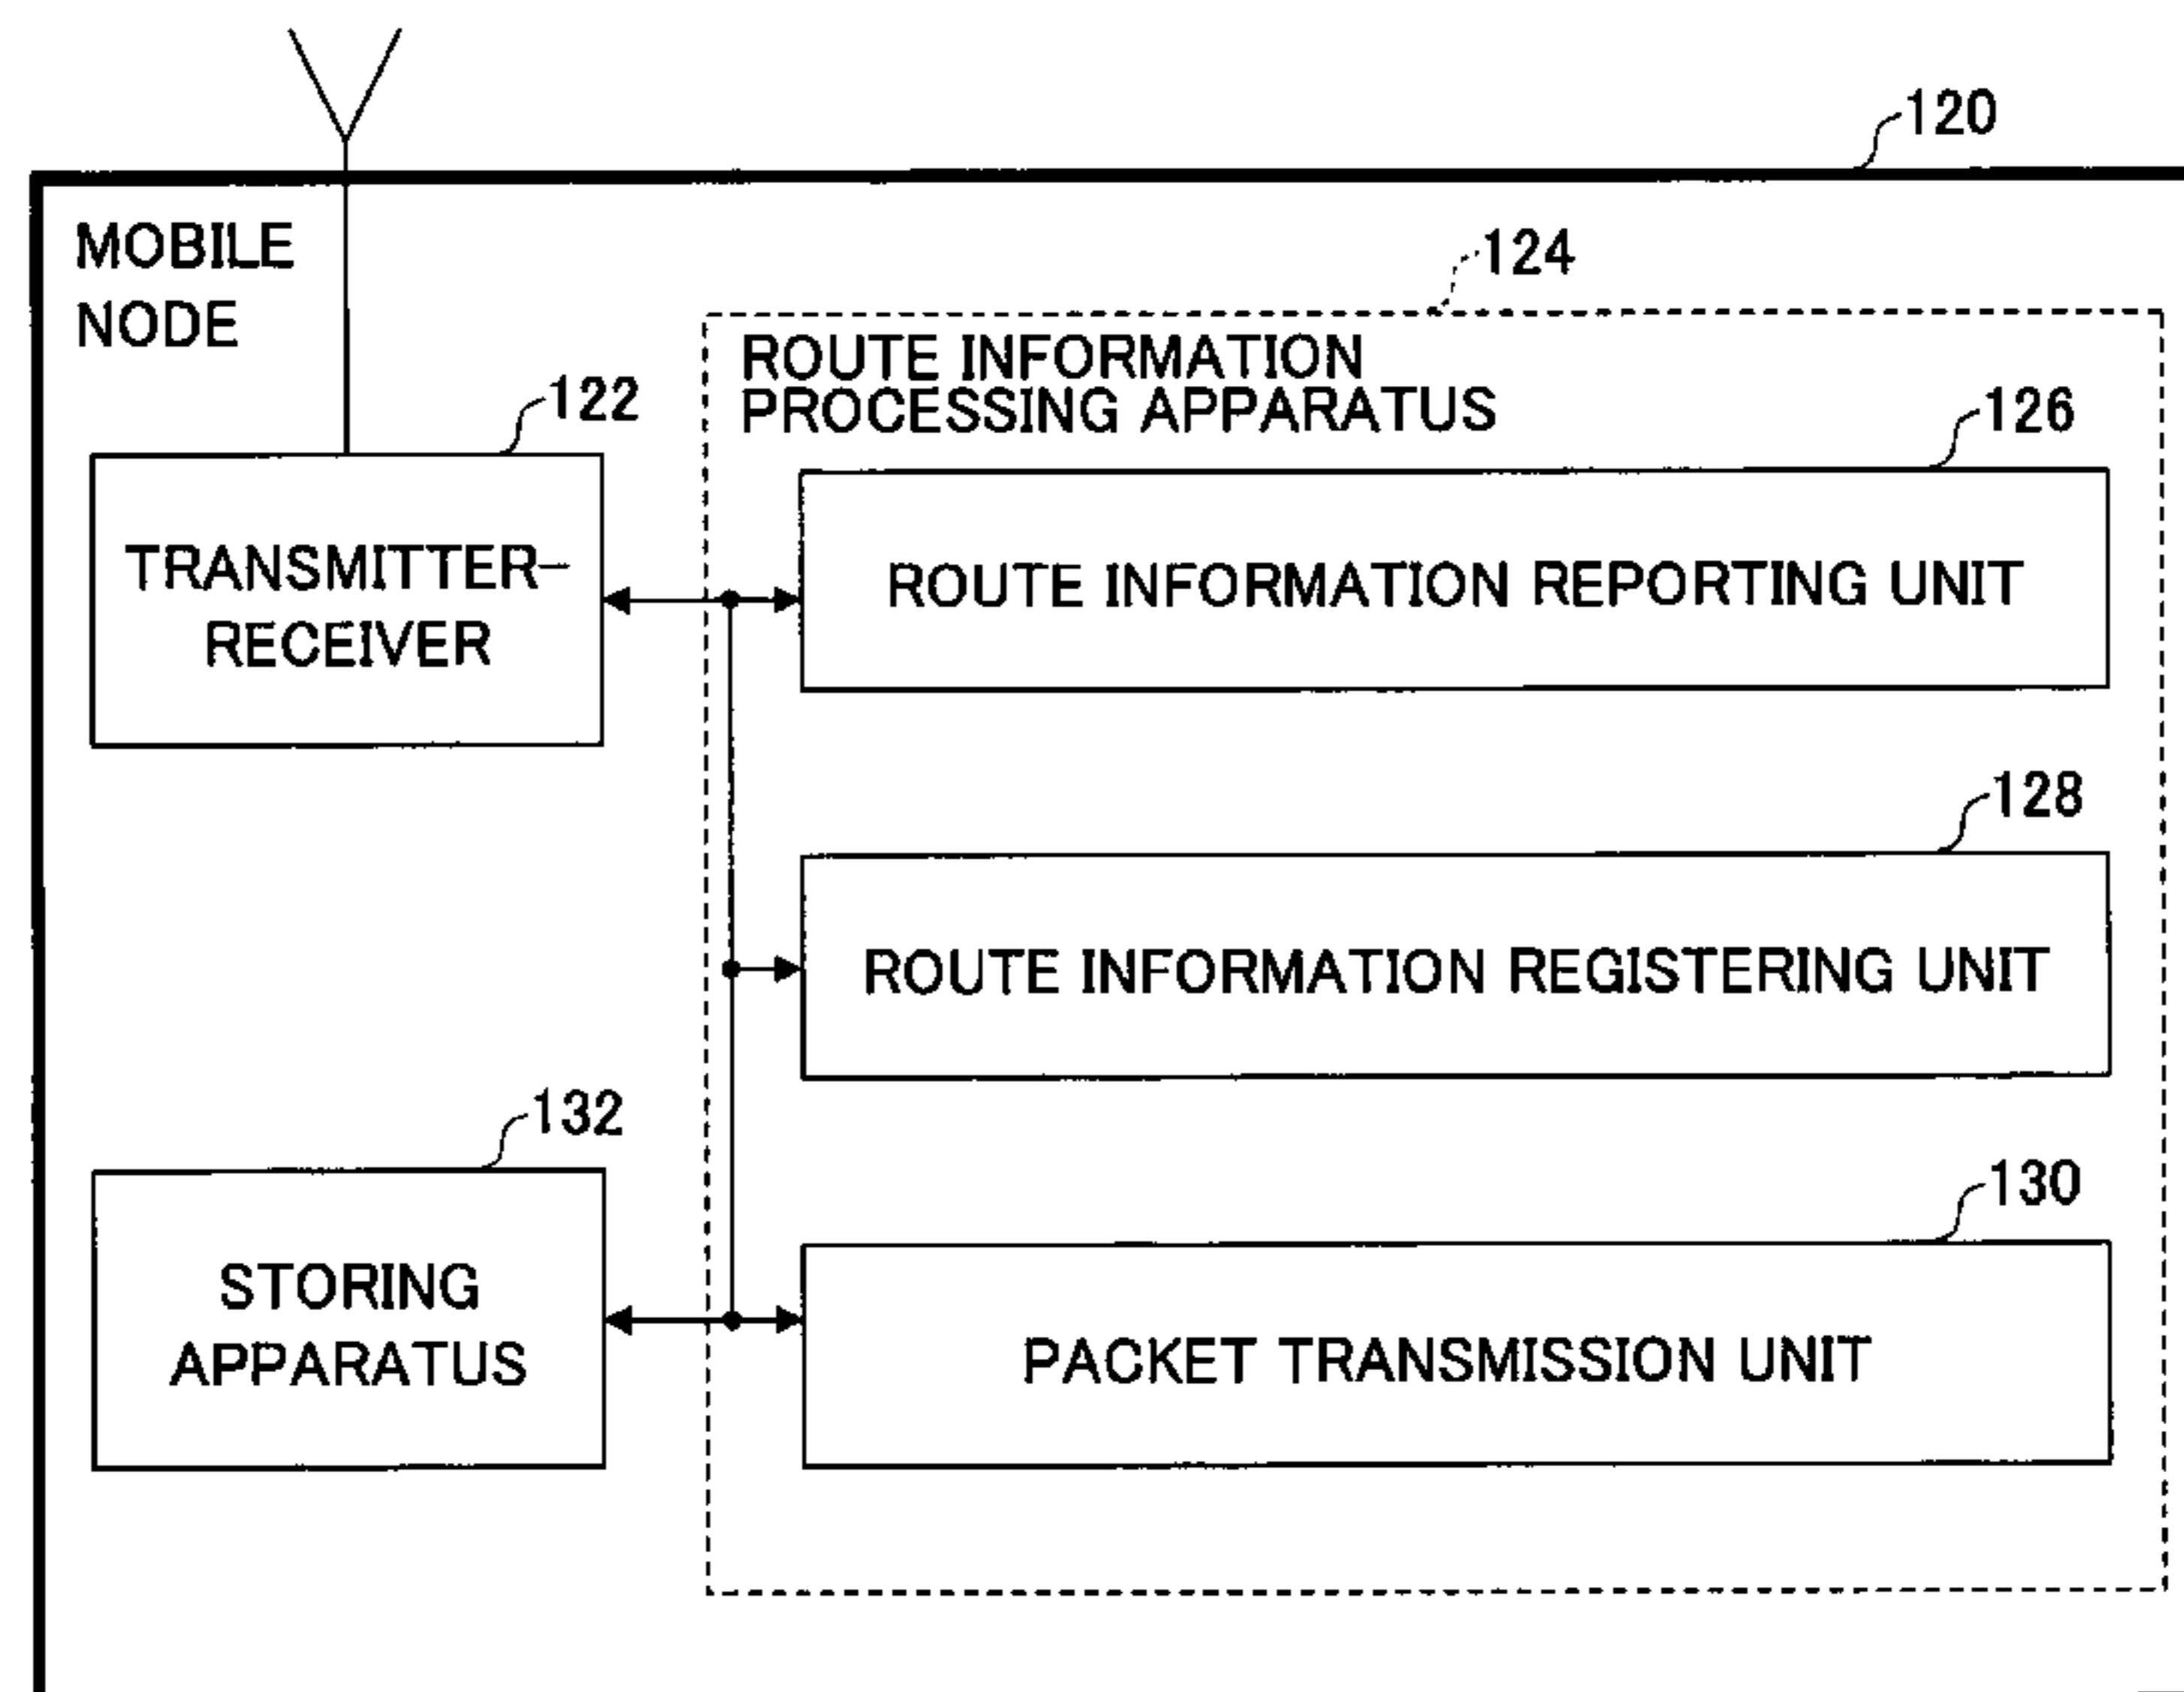 120
MOBILE
NODE
124
ROUTE INFORMATION
PROCESSING APPARATUS
122
126
TRANSMITTER-
RECEIVER
ROUTE INFORMATION REPORTING UNIT
128
ROUTE INFORMATION REGISTERING UNIT
132
130
STORING
APPARATUS
PACKET TRANSMISSION UNIT